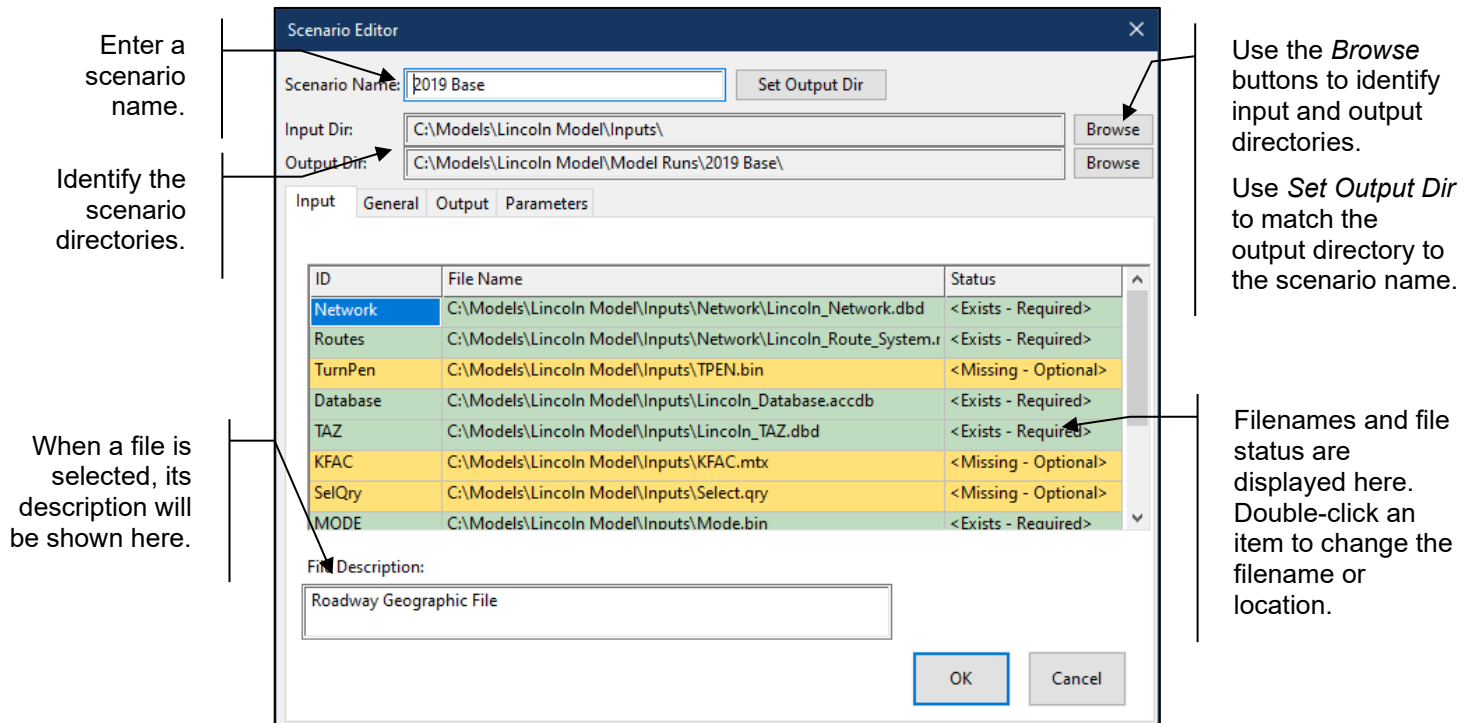 Enter a
scenario
name.
Identify the
scenario
directories.
When a file is
selected, its
description will
be shown here.
Scenario Editor
Scenario Name: 2019 Base Set Output Dir
Input Dir: C:\Models\Lincoln Model\Inputs\ Browse
Output Dir: C:\Models\Lincoln Model\Model Runs\2019 Base\ Browse
Input General Output Parameters
ID File Name Status
Network C:\Models\Lincoln Model\Inputs\Network\Lincoln_Network.dbd <Exists - Required>
Routes C:\Models\Lincoln Model\Inputs\Network\Lincoln_Route_System.r <Exists - Required>
TurnPen C:\Models\Lincoln Model\Inputs\TPEN.bin <Missing - Optional>
Database C:\Models\Lincoln Model\Inputs\Lincoln_Database.accdb <Exists - Required>
TAZ C:\Models\Lincoln Model\Inputs\Lincoln_TAZ.dbd <Exists - Required>
KFAC C:\Models\Lincoln Model\Inputs\KFAC.mtx <Missing - Optional>
SelQry C:\Models\Lincoln Model\Inputs\Select.qry <Missing - Optional>
MODE C:\Models\Lincoln Model\Inputs\Mode.bin <Exists - Required>
File Description:
Roadway Geographic File
OK Cancel
Use the Browse
buttons to identify
input and output
directories.
Use Set Output Dir
to match the
output directory to
the scenario name.
Filenames and file
status are
displayed here.
Double-click an
item to change the
filename or
location.